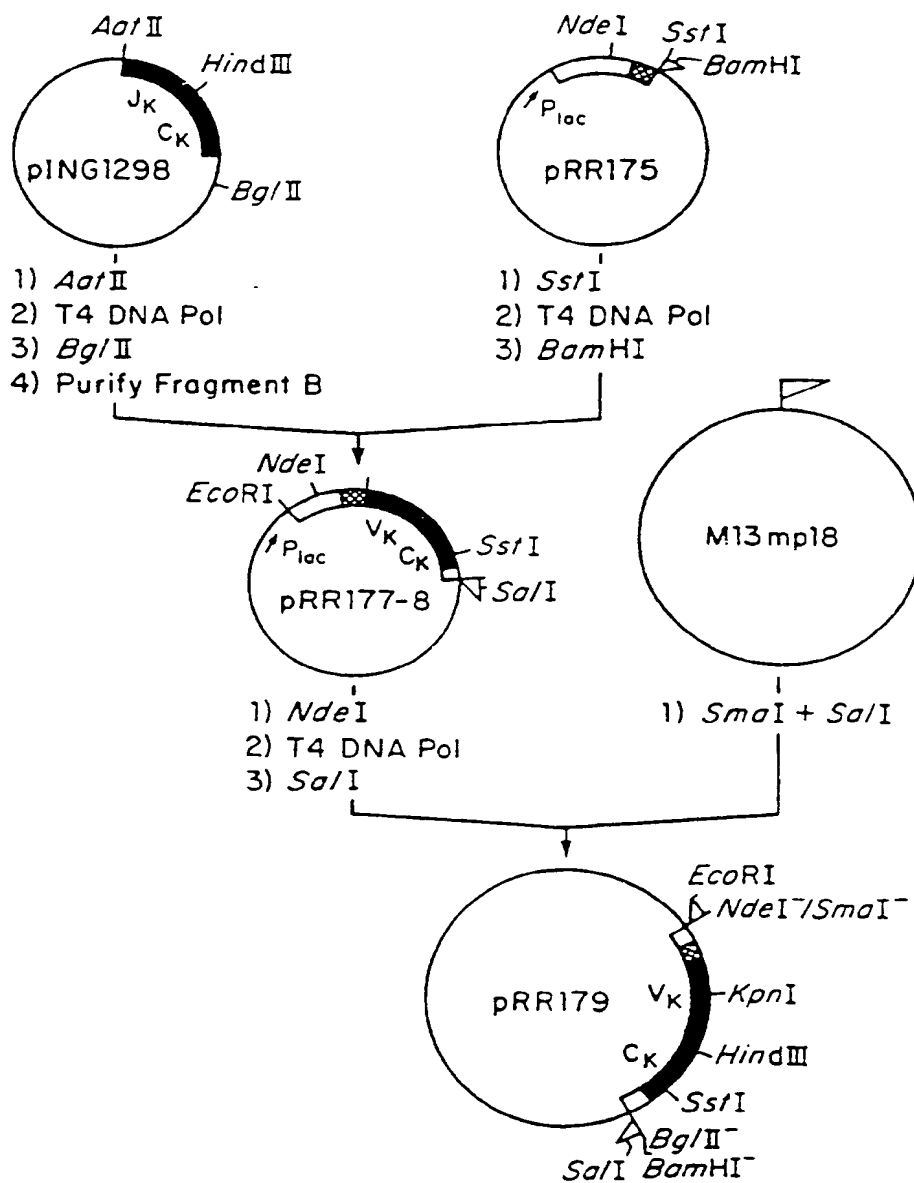 AatII
HindIII
JK
CK
pING1298
BglII
NdeI
SstI
BamHI
Plac
pRR175
1) AatII
2) T4 DNA Pol
3) BglII
4) Purify Fragment B
1) SstI
2) T4 DNA Pol
3) BamHI
NdeI
EcoRI
Plac
VK
CK
SstI
SalI
pRR177-8
M13mp18
1) NdeI
2) T4 DNA Pol
3) SalI
1) SmaI + SalI
EcoRI
NdeI⁻/SmaI⁻
pRR179
VK
KpnI
CK
HindIII
SstI
BglII⁻
SalI BamHI⁻